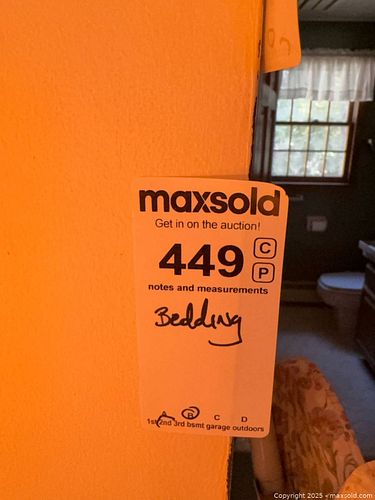 maxsold
Get in on the auction!
449 C
P
notes and measurements
Bedding
A B C D
1st 2nd 3rd bsmt garage outdoors
Copyright 2025 - maxsold.com